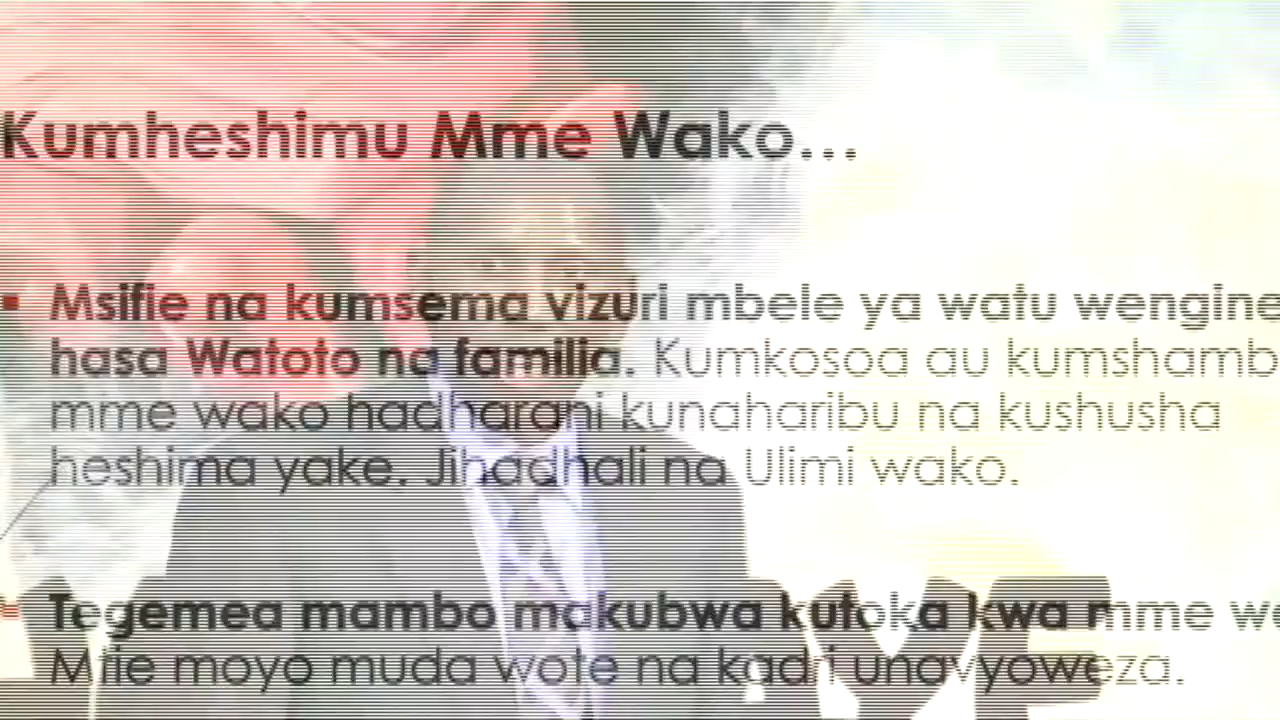 Kumheshimu Mme Wako...
Msifie na kumsema vizuri mbele ya watu wengine
hasa Watoto na familia. Kumkosoa au kumshamb
mme wako hadharani kunaharibu na kushusha
heshima yake. Jihadhali na Ulimi wako.
Tegemea mambo makubwa kutoka kwa mme
Mtie moyo muda wote na kadri unavyoweza.